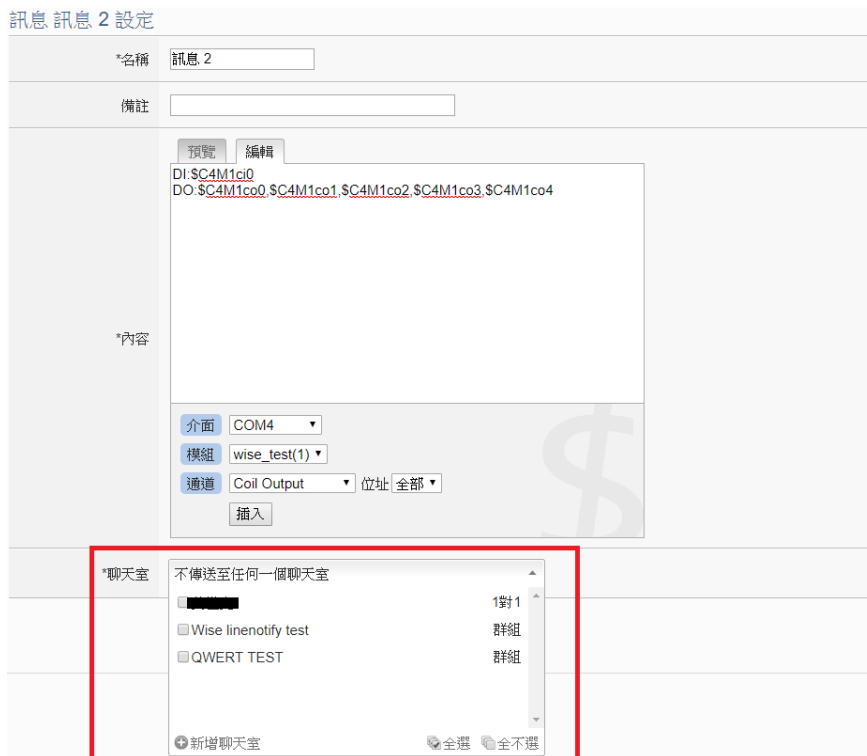 訊息 訊息 2 設定
*名稱 訊息 2
備註
預覽 編輯
*內容
DI:$C4M1ci0
DO:$C4M1co0,$C4M1co1,$C4M1co2,$C4M1co3,$C4M1co4
介面 COM4
模組 wise_test(1)
通道 Coil Output 位址 全部
插入
$
*聊天室 不傳送至任何一個聊天室
1對1
Wise linenotify test 群組
QWERT TEST 群組
新增聊天室 全選 全不選